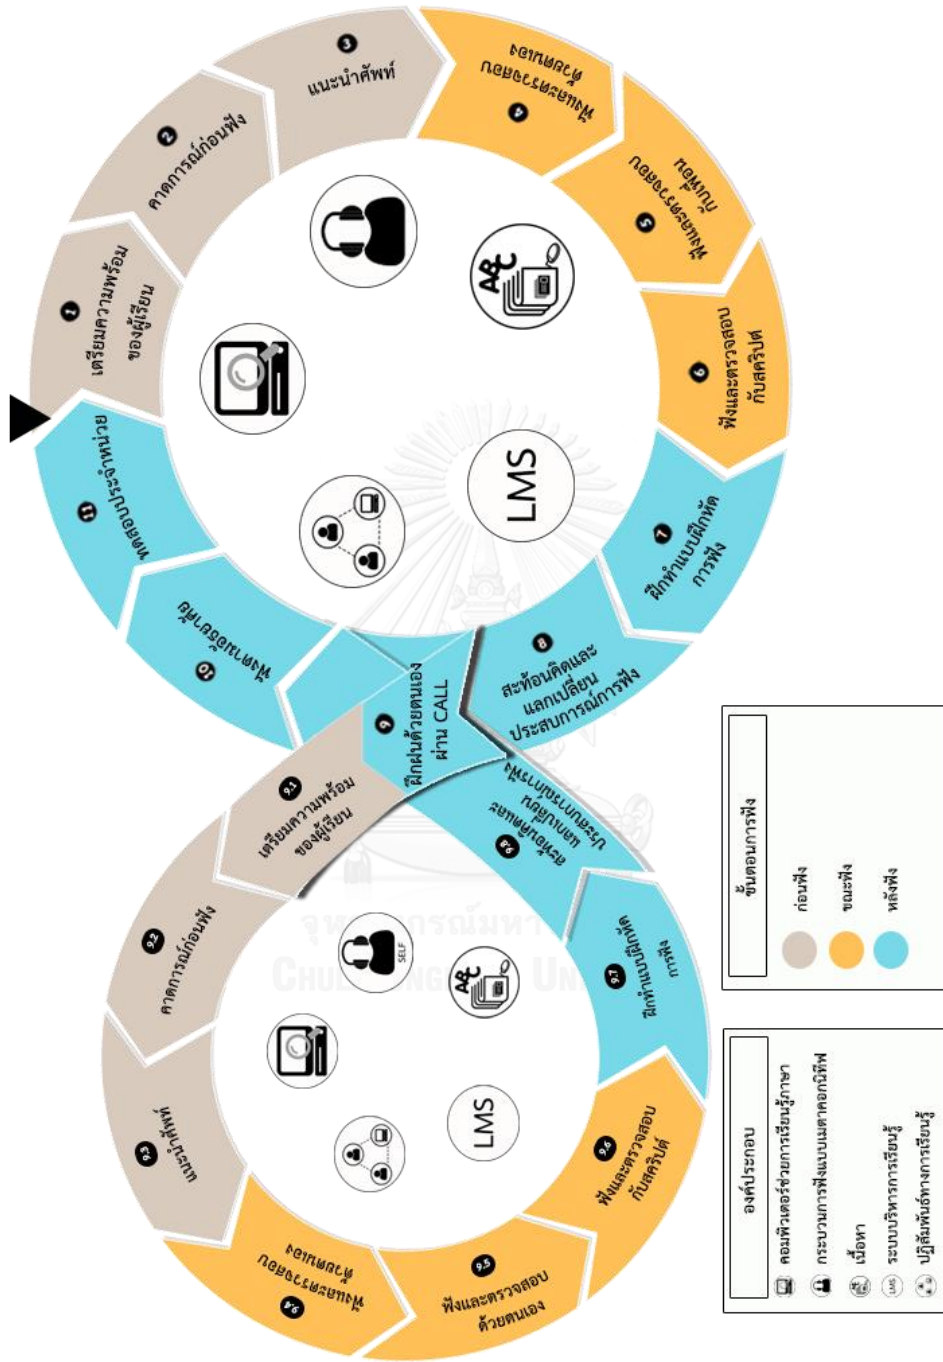 1
เตรียมความพร้อม
ของผู้เรียน
2
คาดการณ์ก่อนฟัง
3
แนะนำศัพท์
4
ฟังและตรวจสอบ
ด้วยตนเอง
5
ฟังและตรวจสอบ
กับเพื่อน
6
ฟังและตรวจสอบ
กับสคริปต์
7
ฝึกทำแบบฝึกหัด
การฟัง
8
สะท้อนคิดและ
แลกเปลี่ยน
ประสบการณ์การฟัง
9
ฝึกฝนด้วยตนเอง
ผ่าน CALL
9.1
เตรียมความพร้อม
ของผู้เรียน
9.2
คาดการณ์ก่อนฟัง
9.3
แนะนำศัพท์
9.4
ฟังและตรวจสอบ
ด้วยตนเอง
9.5
ฟังและตรวจสอบ
ด้วยตนเอง
9.6
ฟังและตรวจสอบ
กับสคริปต์
9.7
ฝึกทำแบบฝึกหัด
การฟัง
9.8
สะท้อนคิดและ
แลกเปลี่ยน
ประสบการณ์การฟัง
10
ฟังตามอัธยาศัย
11
ทดสอบประจำหน่วย
ABC
LMS
SELF
ABC
LMS
องค์ประกอบ
คอมพิวเตอร์ช่วยการเรียนรู้ภาษา
กระบวนการฟังแบบเมตาคอกนิทีฟ
เนื้อหา
LMS ระบบบริหารการเรียนรู้
ปฏิสัมพันธ์ทางการเรียนรู้
ขั้นตอนการฟัง
ก่อนฟัง
ขณะฟัง
หลังฟัง